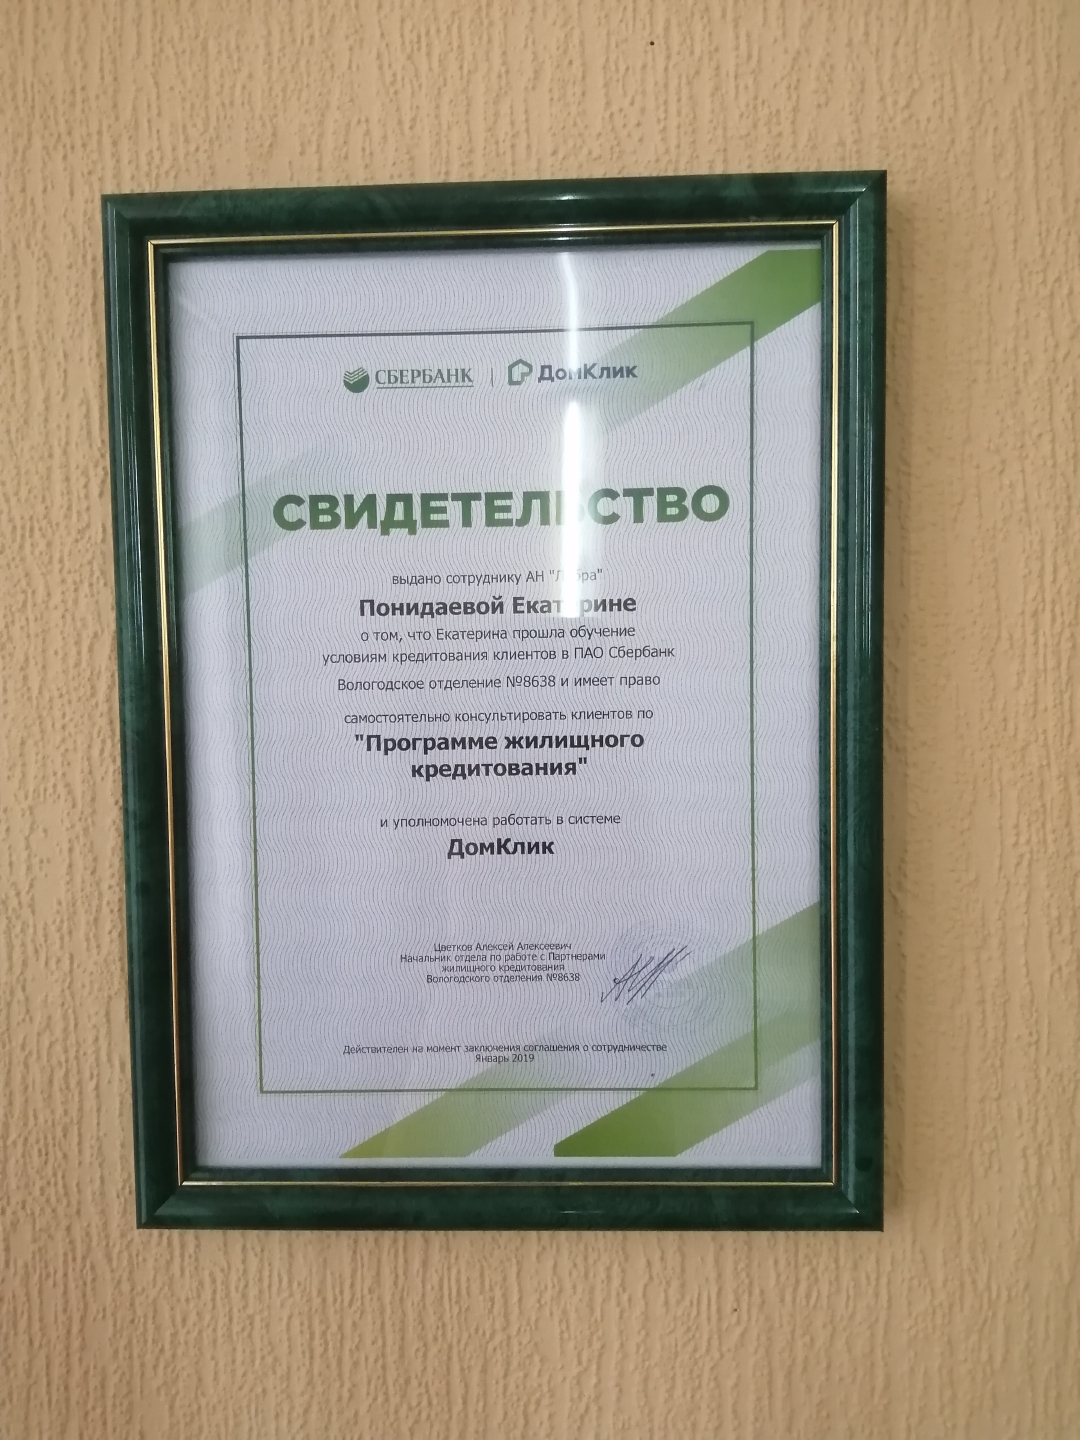 СБЕРБАНК | ДомКлик
СВИДЕТЕЛЬСТВО
выдано сотруднику АН
Понидаевой Екатерине
о том, что Екатерина прошла обучение
условиям кредитования клиентов в ПАО Сбербанк
Вологодское отделение №8638 и имеет право
самостоятельно консультировать клиентов по
"Программе жилищного
кредитования"
и уполномочена работать в системе
ДомКлик
Цветков Алексей Алексеевич
Начальник отдела по работе с Партнерами
жилищного кредитования
Вологодского отделения №8638
Действителен на момент заключения соглашения о сотрудничестве
Январь 2019